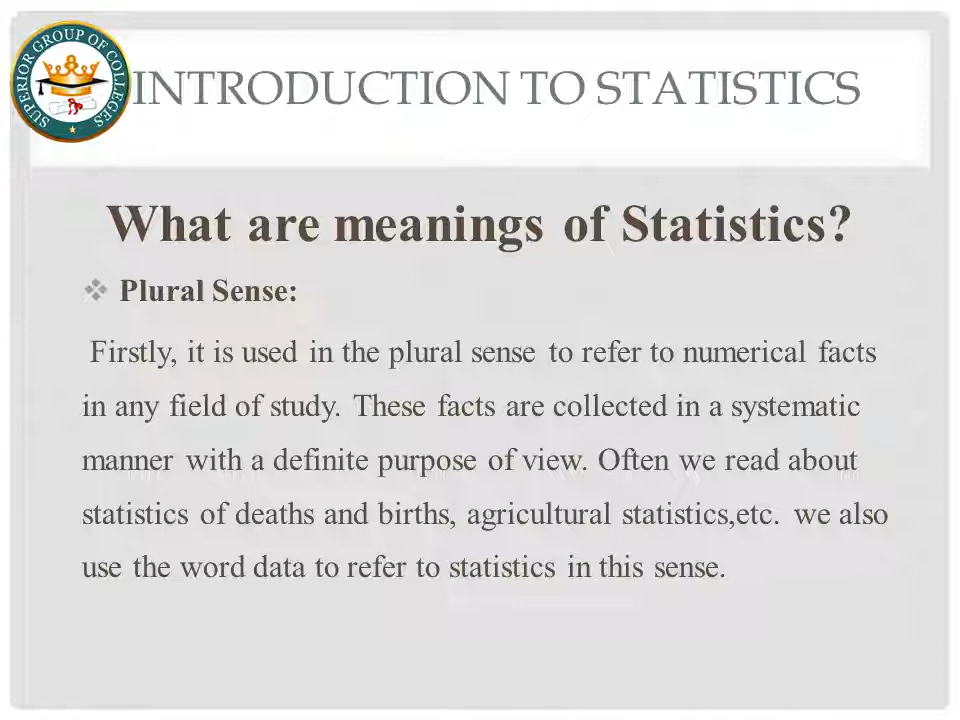 SUPERIOR GROUP OF COLLEGES
INTRODUCTION TO STATISTICS
What are meanings of Statistics?
❖ Plural Sense:
Firstly, it is used in the plural sense to refer to numerical facts
in any field of study. These facts are collected in a systematic
manner with a definite purpose of view. Often we read about
statistics of deaths and births, agricultural statistics,etc. we also
use the word data to refer to statistics in this sense.